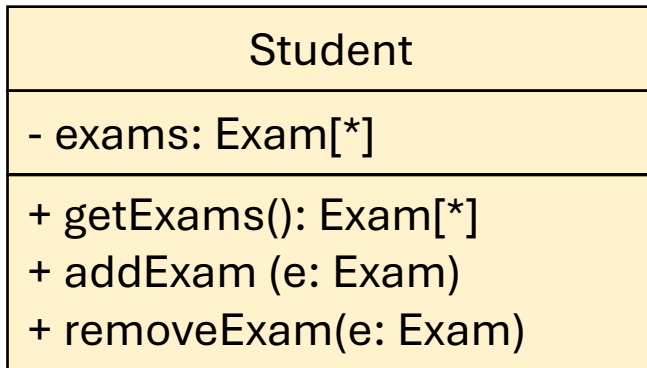 Student
- exams: Exam[*]
+ getExams(): Exam[*]
+ addExam (e: Exam)
+ removeExam(e: Exam)